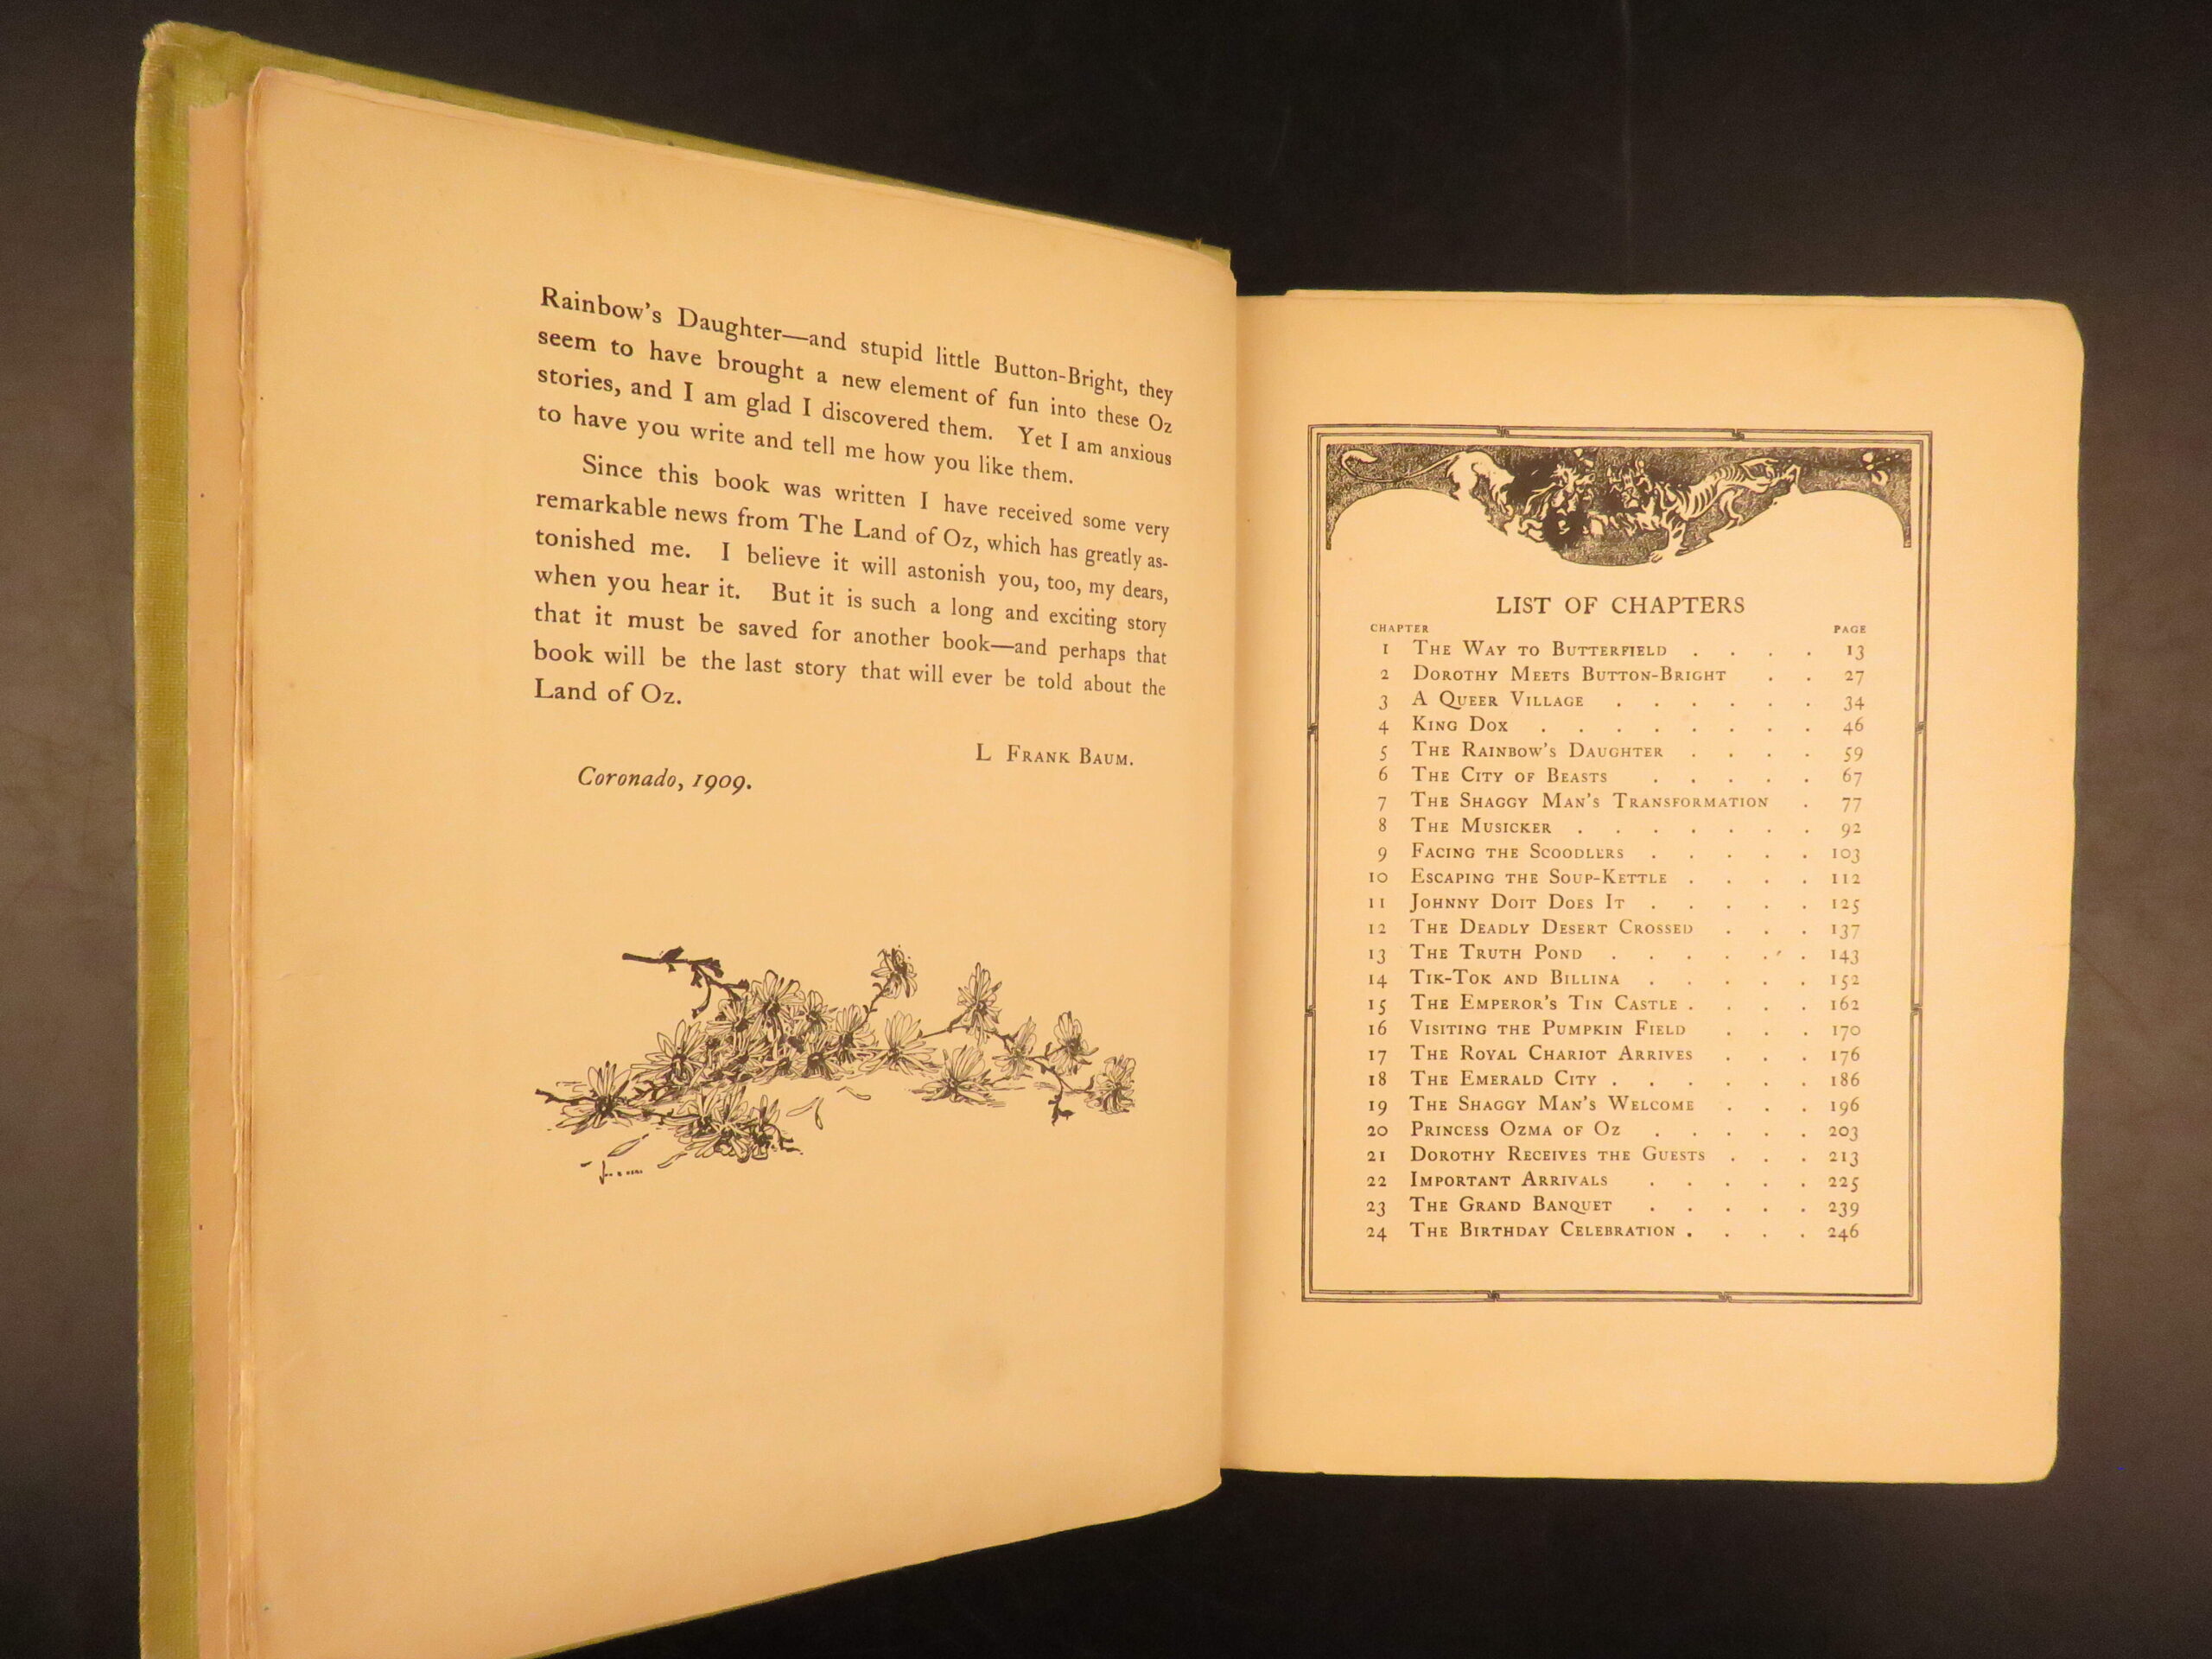 Rainbow's Daughter—and stupid little Button-Bright, they
seem to have brought a new element of fun into these Oz
stories, and I am glad I discovered them. Yet I am anxious
to have you write and tell me how you like them.
Since this book was written I have received some very
remarkable news from The Land of Oz, which has greatly as-
tonished me. I believe it will astonish you, too, my dears,
when you hear it. But it is such a long and exciting story
that it must be saved for another book—and perhaps that
book will be the last story that will ever be told about the
Land of Oz.
L FRANK BAUM.
Coronado, 1909.
LIST OF CHAPTERS
CHAPTER PAGE
1 THE WAY TO BUTTERFIELD . . . . 13
2 DOROTHY MEETS BUTTON-BRIGHT . . 27
3 A QUEER VILLAGE . . . . . . 34
4 KING DOX . . . . . . . . 46
5 THE RAINBOW'S DAUGHTER . . . . 59
6 THE CITY OF BEASTS . . . . . 67
7 THE SHAGGY MAN'S TRANSFORMATION . 77
8 THE MUSICKER . . . . . . . 92
9 FACING THE SCOODLERS . . . . . 103
10 ESCAPING THE SOUP-KETTLE . . . . 112
11 JOHNNY DOIT DOES IT . . . . . 125
12 THE DEADLY DESERT CROSSED . . . 137
13 THE TRUTH POND . . . . . . 143
14 TIK-TOK AND BILLINA . . . . . 152
15 THE EMPEROR'S TIN CASTLE . . . . 162
16 VISITING THE PUMPKIN FIELD . . . 170
17 THE ROYAL CHARIOT ARRIVES . . . 176
18 THE EMERALD CITY . . . . . . 186
19 THE SHAGGY MAN'S WELCOME . . . 196
20 PRINCESS OZMA OF OZ . . . . . 203
21 DOROTHY RECEIVES THE GUESTS . . . 213
22 IMPORTANT ARRIVALS . . . . . 225
23 THE GRAND BANQUET . . . . . 239
24 THE BIRTHDAY CELEBRATION . . . . 246